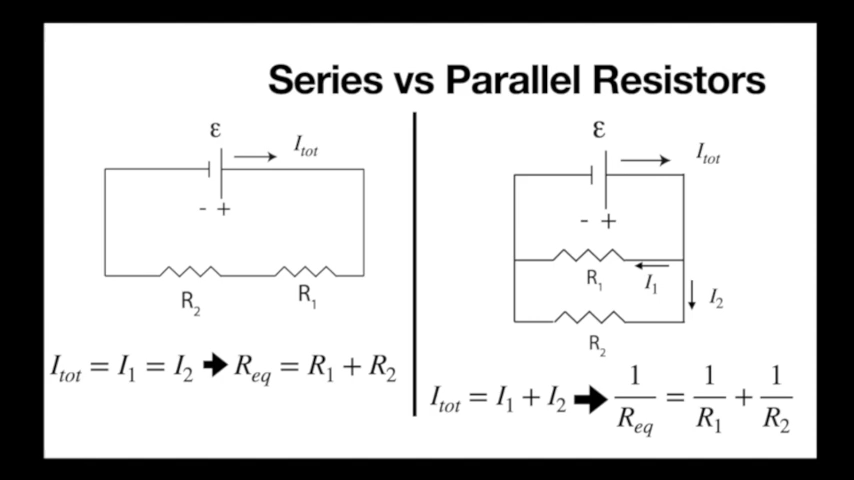 Series vs Parallel Resistors
ε
I_tot
- +
R_2
R_1
I_tot = I_1 = I_2 ➔ R_eq = R_1 + R_2
ε
I_tot
- +
R_1
I_1
I_2
R_2
I_tot = I_1 + I_2 ➔ 1/R_eq = 1/R_1 + 1/R_2